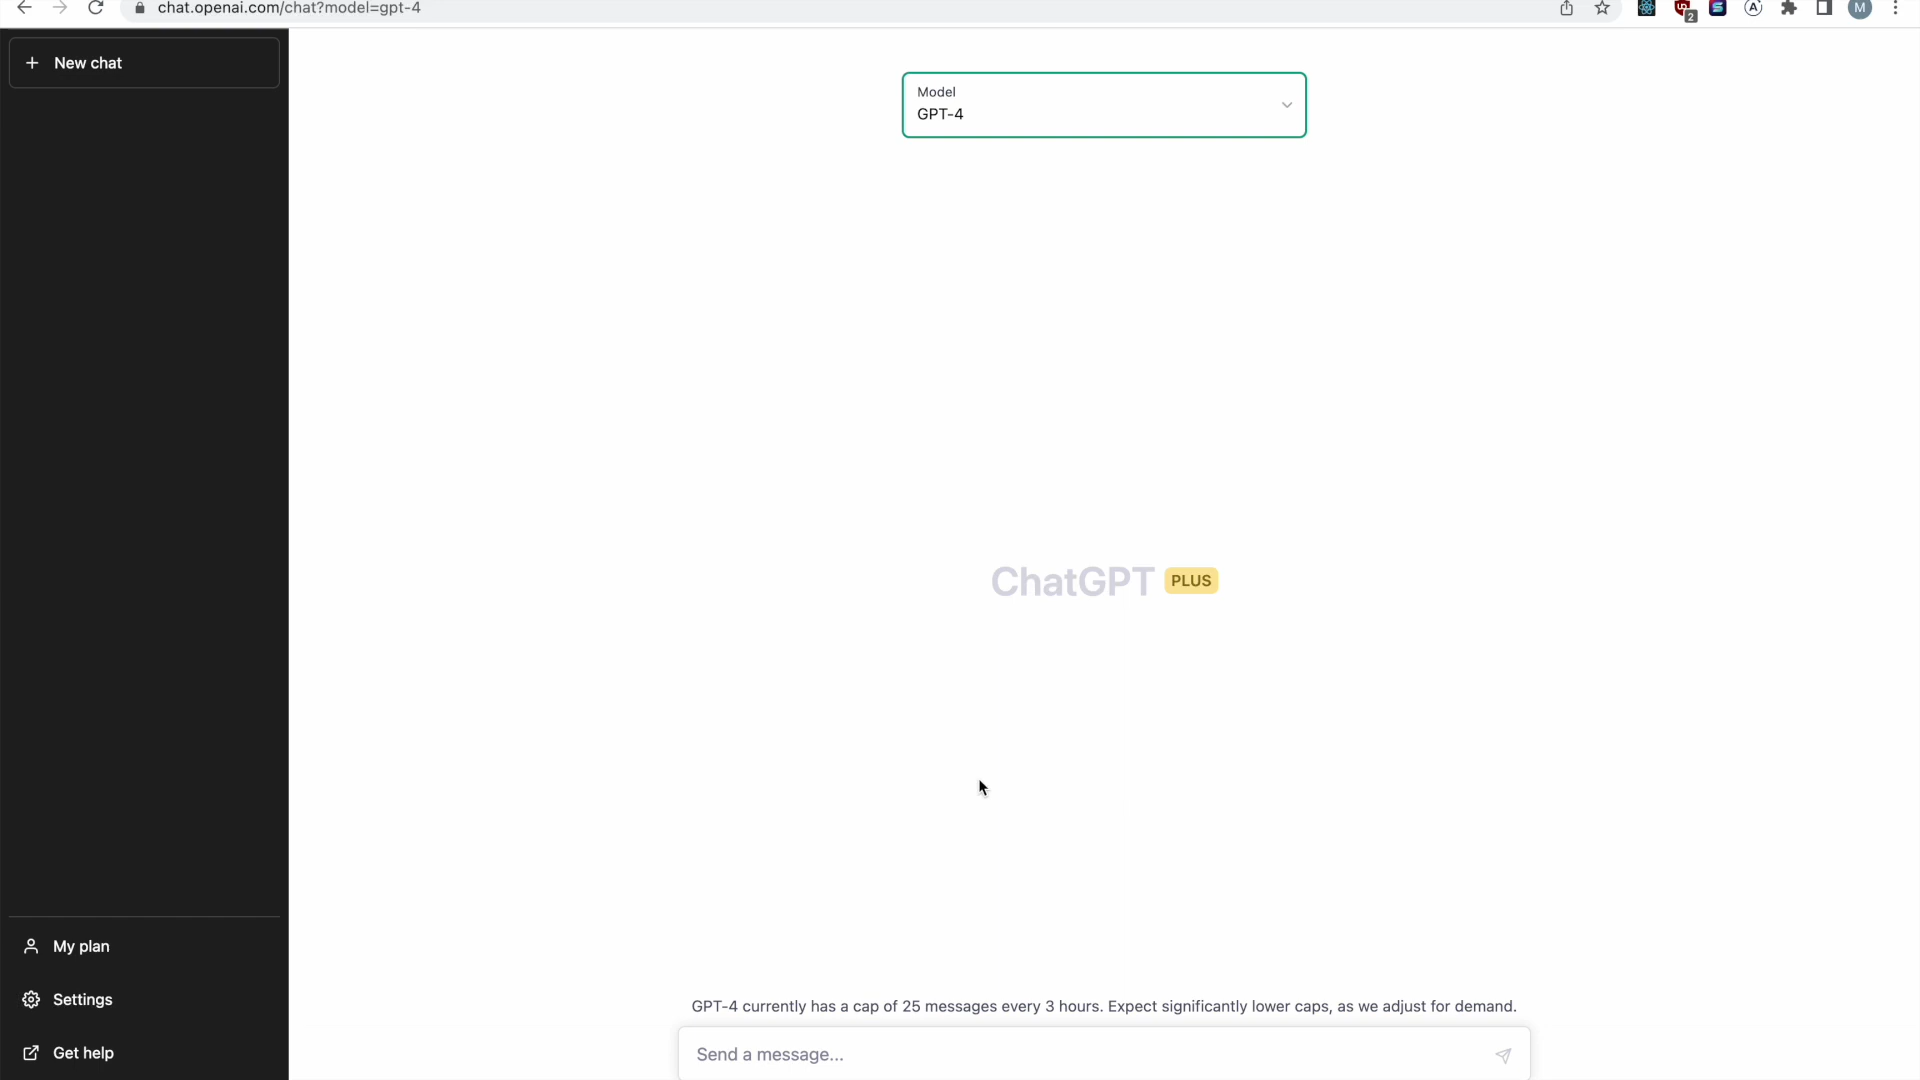 chat.openai.com/chat?model=gpt-4
2
M
New chat
Model
GPT-4
ChatGPT PLUS
My plan
Settings
Get help
GPT-4 currently has a cap of 25 messages every 3 hours. Expect significantly lower caps, as we adjust for demand.
Send a message...